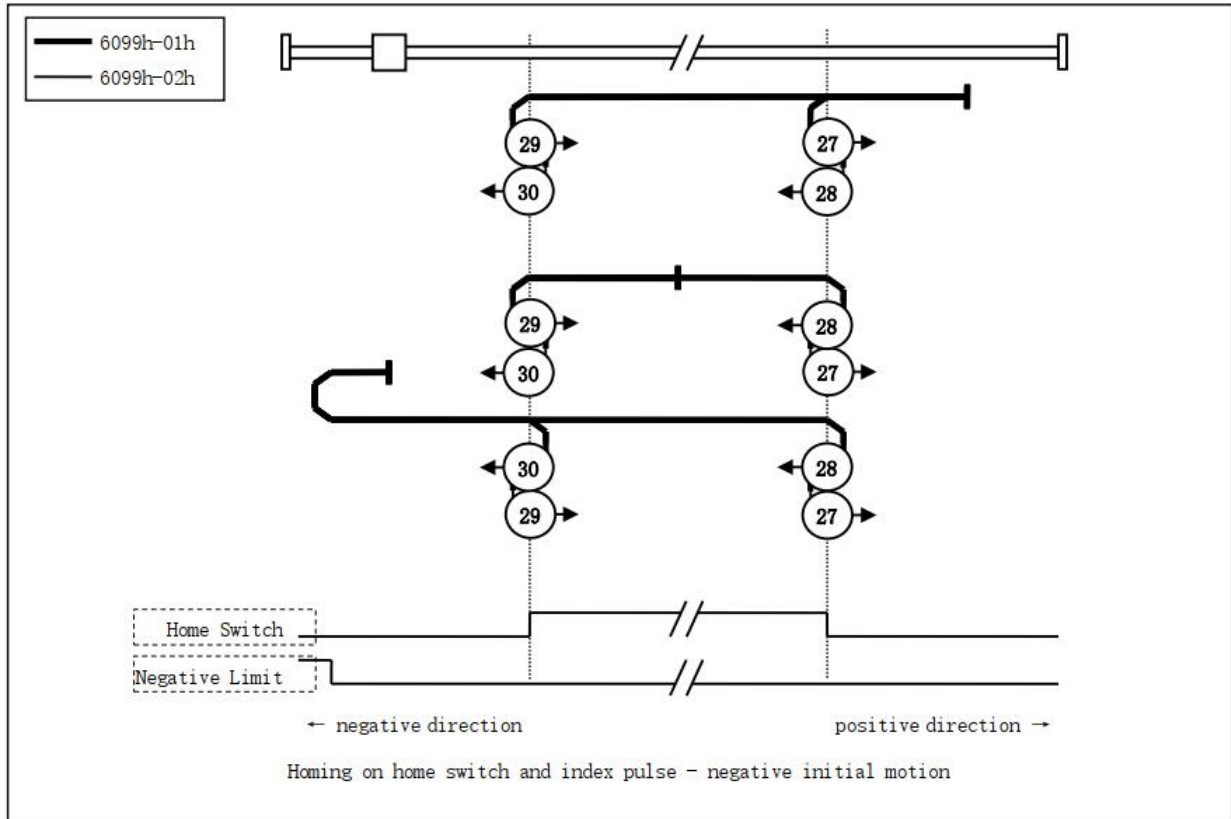 6099h-01h
6099h-02h
29 27
30 28
29 28
30 27
30 28
29 27
Home Switch
Negative Limit
← negative direction positive direction →
Homing on home switch and index pulse - negative initial motion